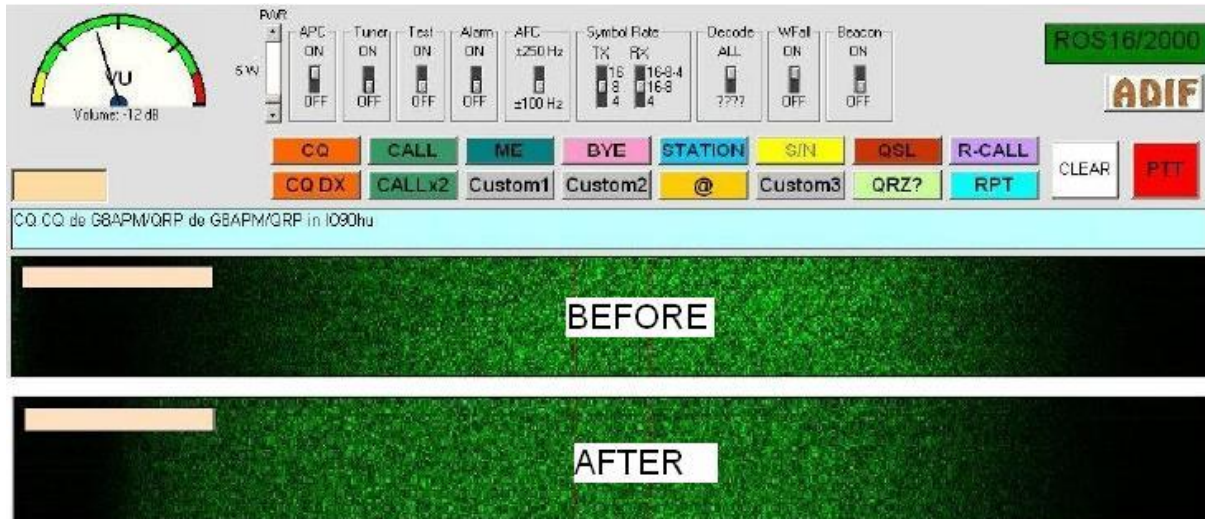 PWR
APC Tuner Test Alarm AFC Symbol Rate Decode WFall Beacon
ON ON ON ON ±250 Hz TX RX ALL ON ON
16 16-8-4
5 W 8 16-8
4 4
OFF OFF OFF OFF ±100 Hz ???? OFF OFF
VU
Volume: -12 dB
ROS16/2000
ADIF
CQ CALL ME BYE STATION S/N QSL R-CALL
CLEAR PTT
CQ DX CALLx2 Custom1 Custom2 @ Custom3 QRZ? RPT
CQ CQ de G8APM/QRP de G8APM/QRP in IO90hu
BEFORE
AFTER